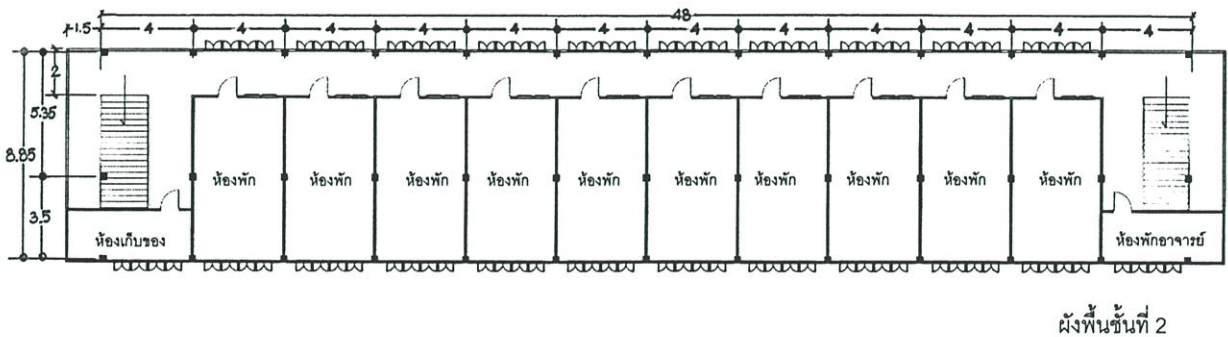 48
1.5 4 4 4 4 4 4 4 4 4 4 4 4
2
5.35
8.85
3.5
ห้องพัก ห้องพัก ห้องพัก ห้องพัก ห้องพัก ห้องพัก ห้องพัก ห้องพัก ห้องพัก ห้องพัก
ห้องเก็บของ ห้องพักอาจารย์
ผังพื้นชั้นที่ 2